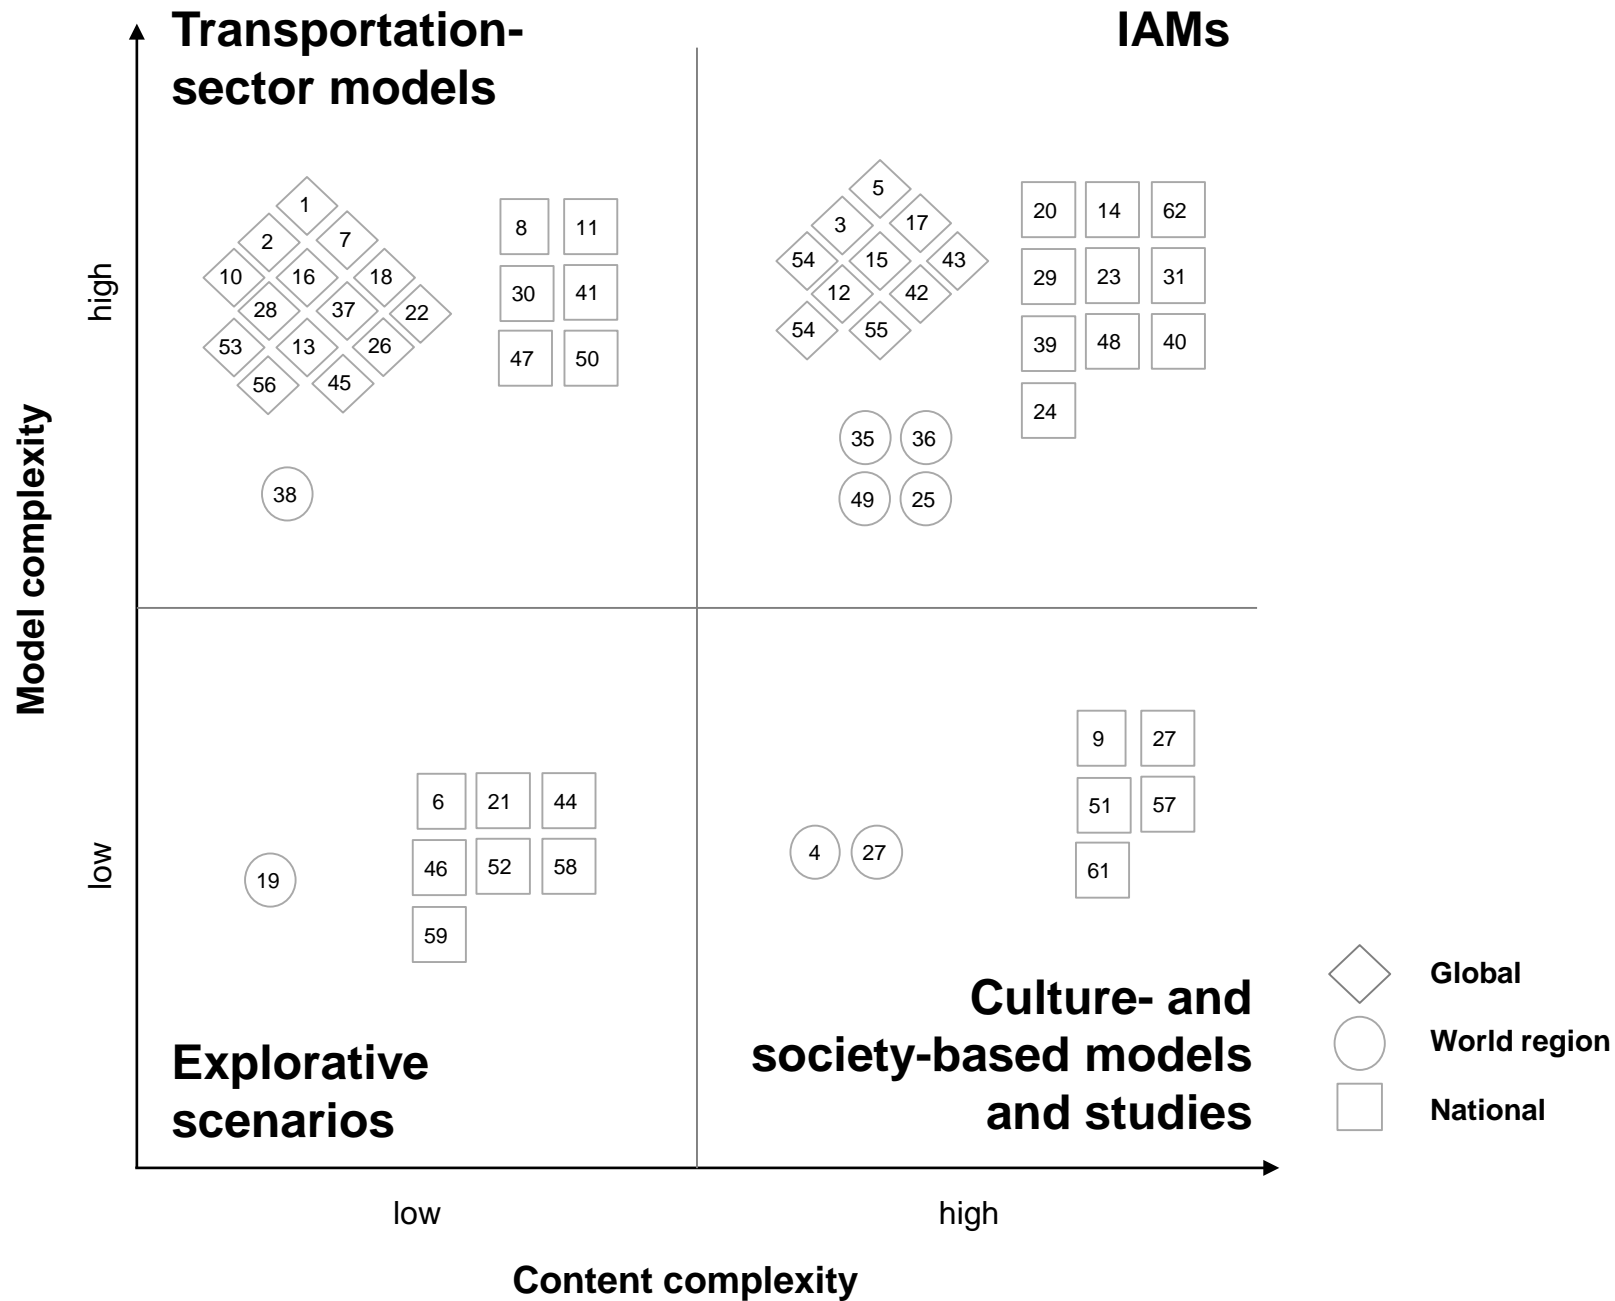 Transportation-
sector models
IAMs
1
2 7
10 16 18
28 37 22
53 13 26
56 45
8 11
30 41
47 50
38
5
3 17
54 15 43
12 42
54 55
20 14 62
29 23 31
39 48 40
24
35 36
49 25
high
Model complexity
low
6 21 44
46 52 58
59
19
9 27
51 57
61
4 27
Explorative
scenarios
Culture- and
society-based models
and studies
Global
World region
National
low high
Content complexity